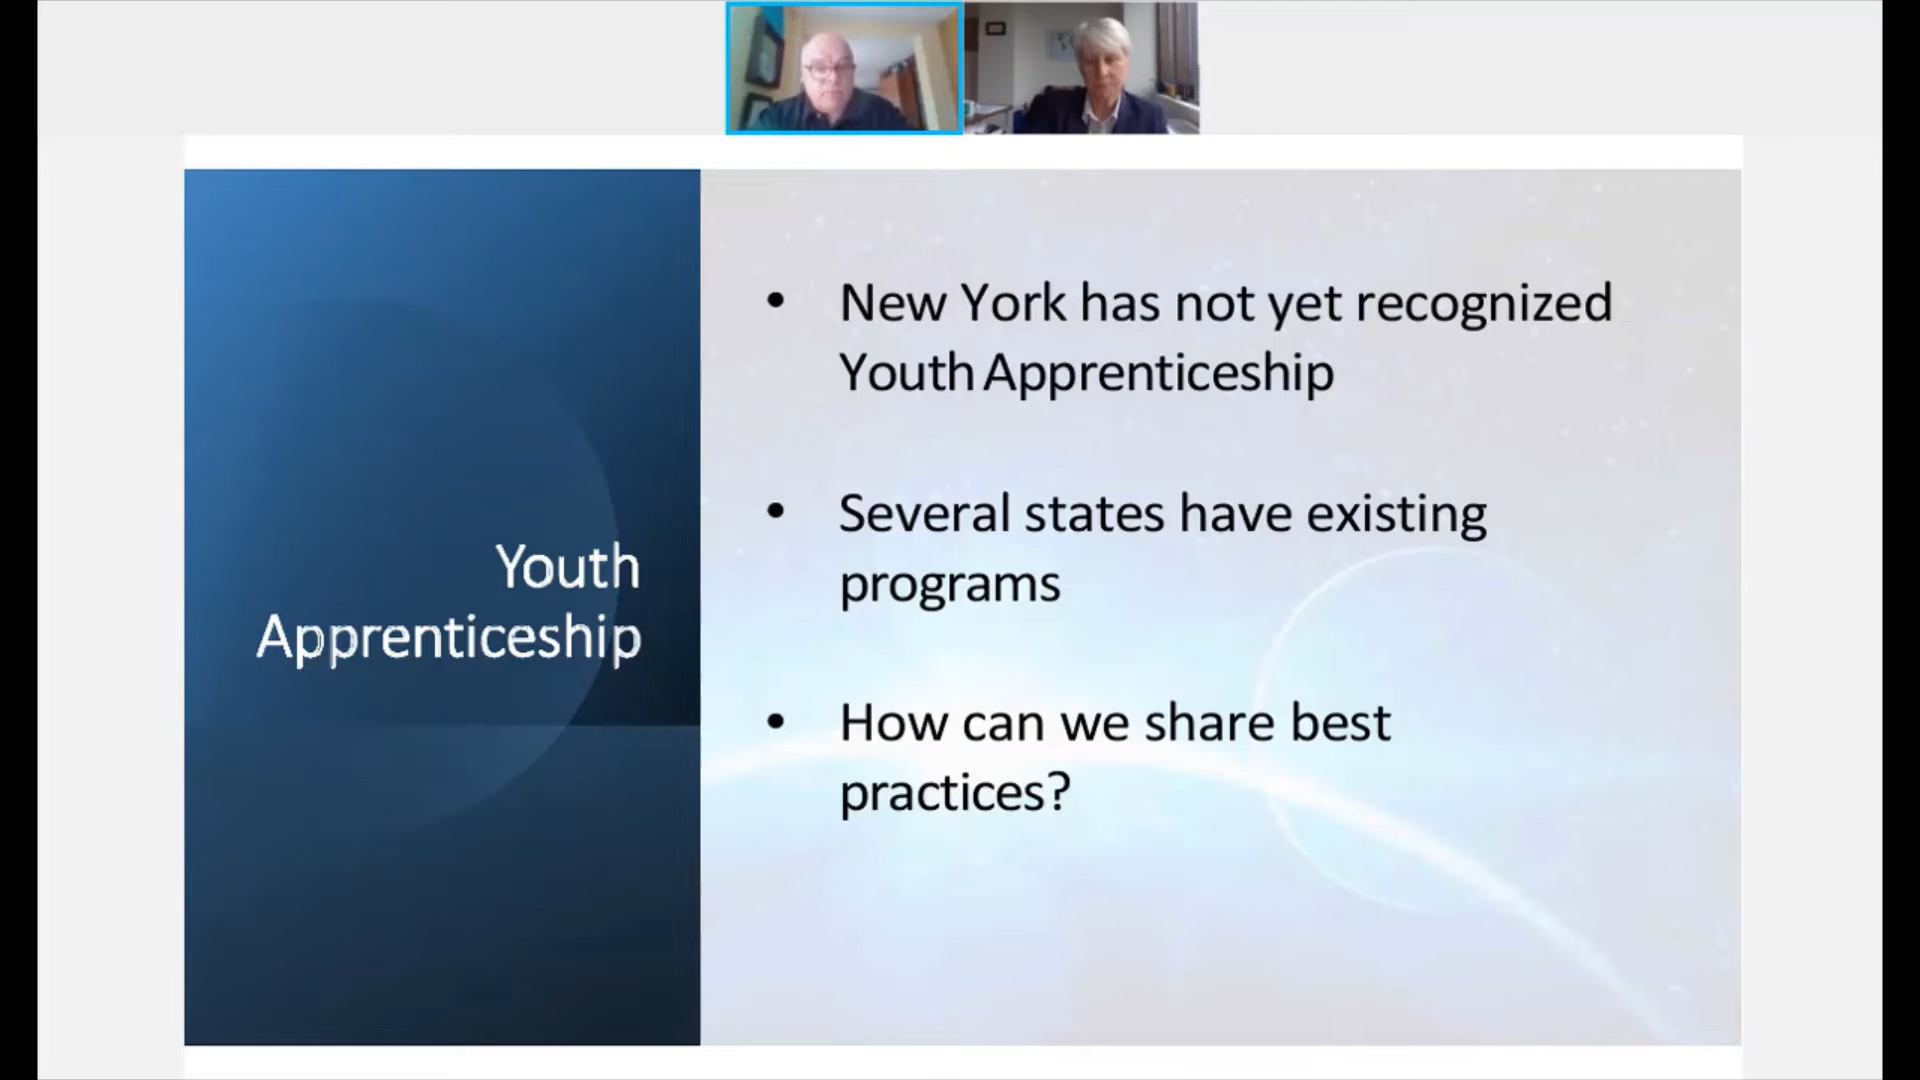 Youth
Apprenticeship
• New York has not yet recognized
Youth Apprenticeship
• Several states have existing
programs
• How can we share best
practices?